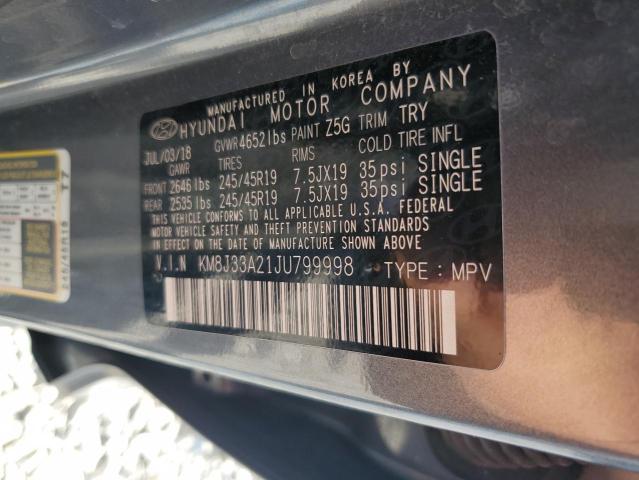 MANUFACTURED IN KOREA BY
HYUNDAI MOTOR COMPANY
JUL/03/18 GVWR 4652lbs PAINT Z5G TRIM TRY
GAWR TIRES RIMS COLD TIRE INFL
FRONT 2646 lbs 245/45R19 7.5JX19 35psi SINGLE
REAR 2535 lbs 245/45R19 7.5JX19 35psi SINGLE
THIS VEHICLE CONFORMS TO ALL APPLICABLE U.S.A. FEDERAL
MOTOR VEHICLE SAFETY AND THEFT PREVENTION
STANDARDS IN EFFECT ON THE DATE OF MANUFACTURE SHOWN ABOVE.
V.I.N KM8J33A21JU799998 TYPE : MPV
T7